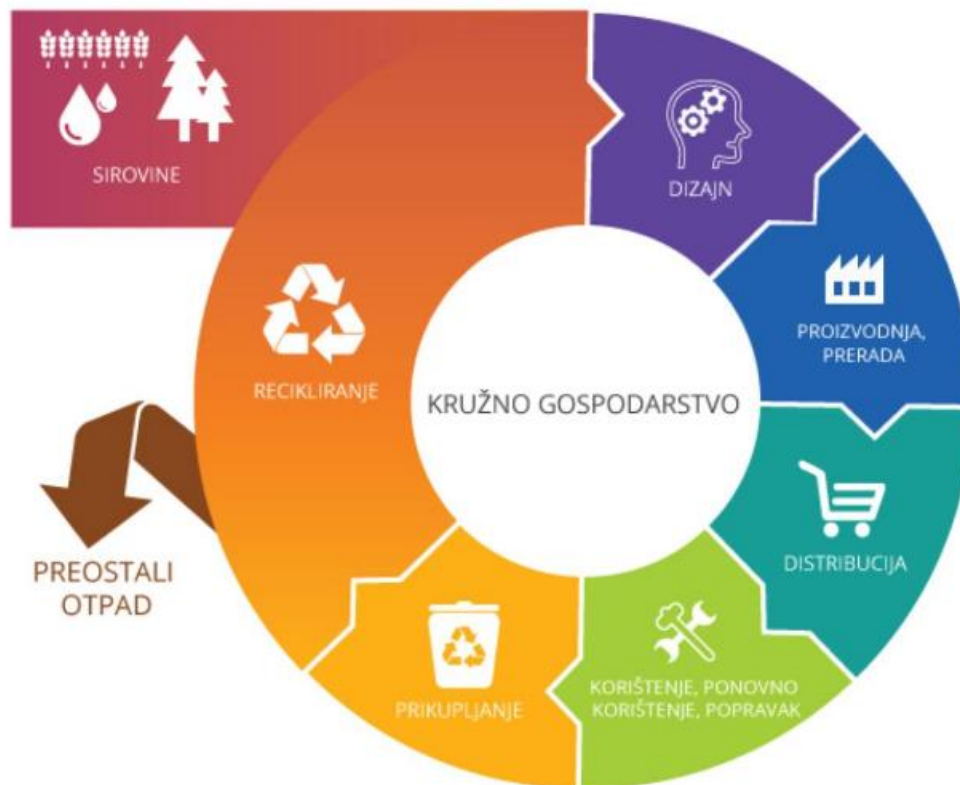 SIROVINE
DIZAJN
PROIZVODNJA,
PRERADA
DISTRIBUCIJA
KORIŠTENJE, PONOVNO
KORIŠTENJE, POPRAVAK
PRIKUPLJANJE
RECIKLIRANJE
PREOSTALI
OTPAD
KRUŽNO GOSPODARSTVO